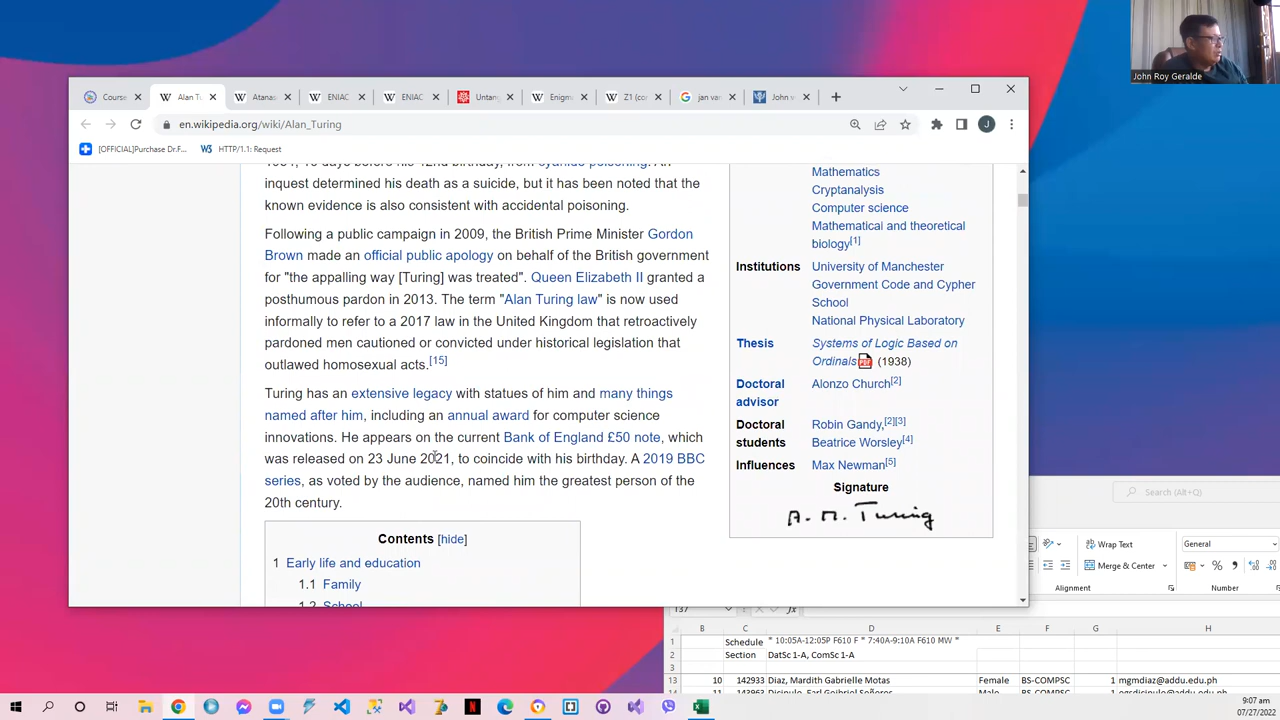 John Roy Geralde
Course
Alan Tu
Atanas
ENIAC
ENIAC
Untang
Enigm
Z1 (co
jan va
John v
en.wikipedia.org/wiki/Alan_Turing
J
[OFFICIAL]Purchase Dr.F...
HTTP/1.1: Request
inquest determined his death as a suicide, but it has been noted that the
known evidence is also consistent with accidental poisoning.
Following a public campaign in 2009, the British Prime Minister Gordon
Brown made an official public apology on behalf of the British government
for "the appalling way [Turing] was treated". Queen Elizabeth II granted a
posthumous pardon in 2013. The term "Alan Turing law" is now used
informally to refer to a 2017 law in the United Kingdom that retroactively
pardoned men cautioned or convicted under historical legislation that
outlawed homosexual acts.[15]
Turing has an extensive legacy with statues of him and many things
named after him, including an annual award for computer science
innovations. He appears on the current Bank of England £50 note, which
was released on 23 June 2021, to coincide with his birthday. A 2019 BBC
series, as voted by the audience, named him the greatest person of the
20th century.
Contents [hide]
1 Early life and education
1.1 Family
1.2 School
Mathematics
Cryptanalysis
Computer science
Mathematical and theoretical
biology[1]
Institutions University of Manchester
Government Code and Cypher
School
National Physical Laboratory
Thesis Systems of Logic Based on
Ordinals PDF (1938)
Doctoral advisor Alonzo Church[2]
Doctoral students Robin Gandy,[2][3]
Beatrice Worsley[4]
Influences Max Newman[5]
Signature
A. M. Turing
Search (Alt+Q)
Wrap Text
General
Merge & Center
Alignment
Number
B C D E F G H
1 Schedule " 10:05A-12:05P F610 F " 7:40A-9:10A F610 MW "
2 Section DatSc 1-A, ComSc 1-A
3
13 10 142933 Diaz, Mardith Gabrielle Motas Female BS-COMPSC 1 mgmdiaz@addu.edu.ph
9:07 am
07/27/2022